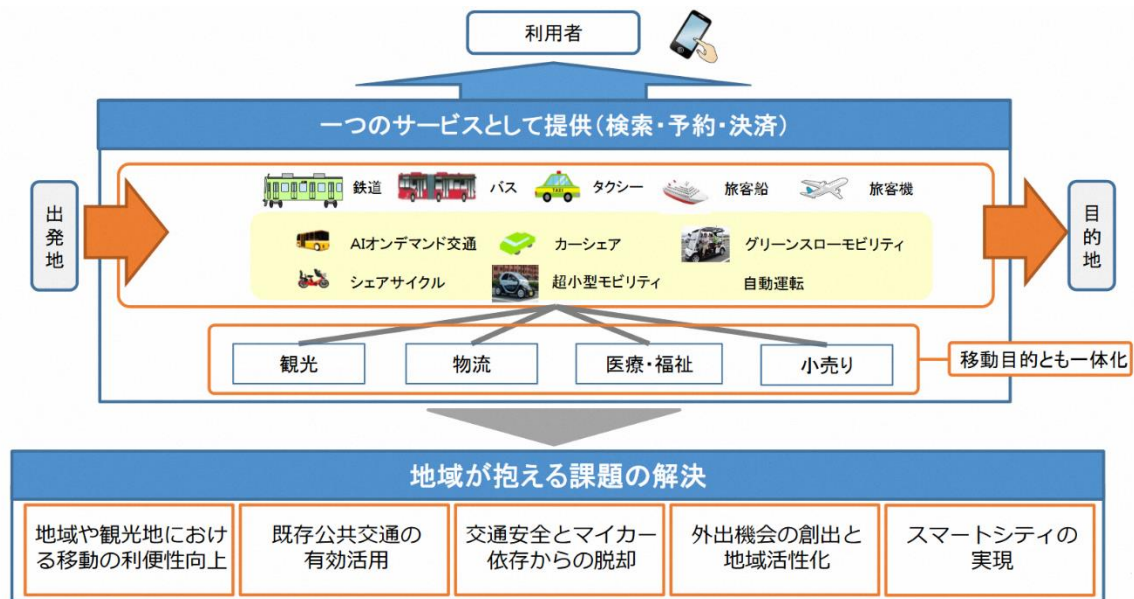 利用者
一つのサービスとして提供（検索・予約・決済）
出発地
鉄道
バス
タクシー
旅客船
旅客機
TAXI
AIオンデマンド交通
カーシェア
グリーンスローモビリティ
シェアサイクル
超小型モビリティ
自動運転
目的地
観光
物流
医療・福祉
小売り
移動目的とも一体化
地域が抱える課題の解決
地域や観光地におけ
る移動の利便性向上
既存公共交通の
有効活用
交通安全とマイカー
依存からの脱却
外出機会の創出と
地域活性化
スマートシティの
実現